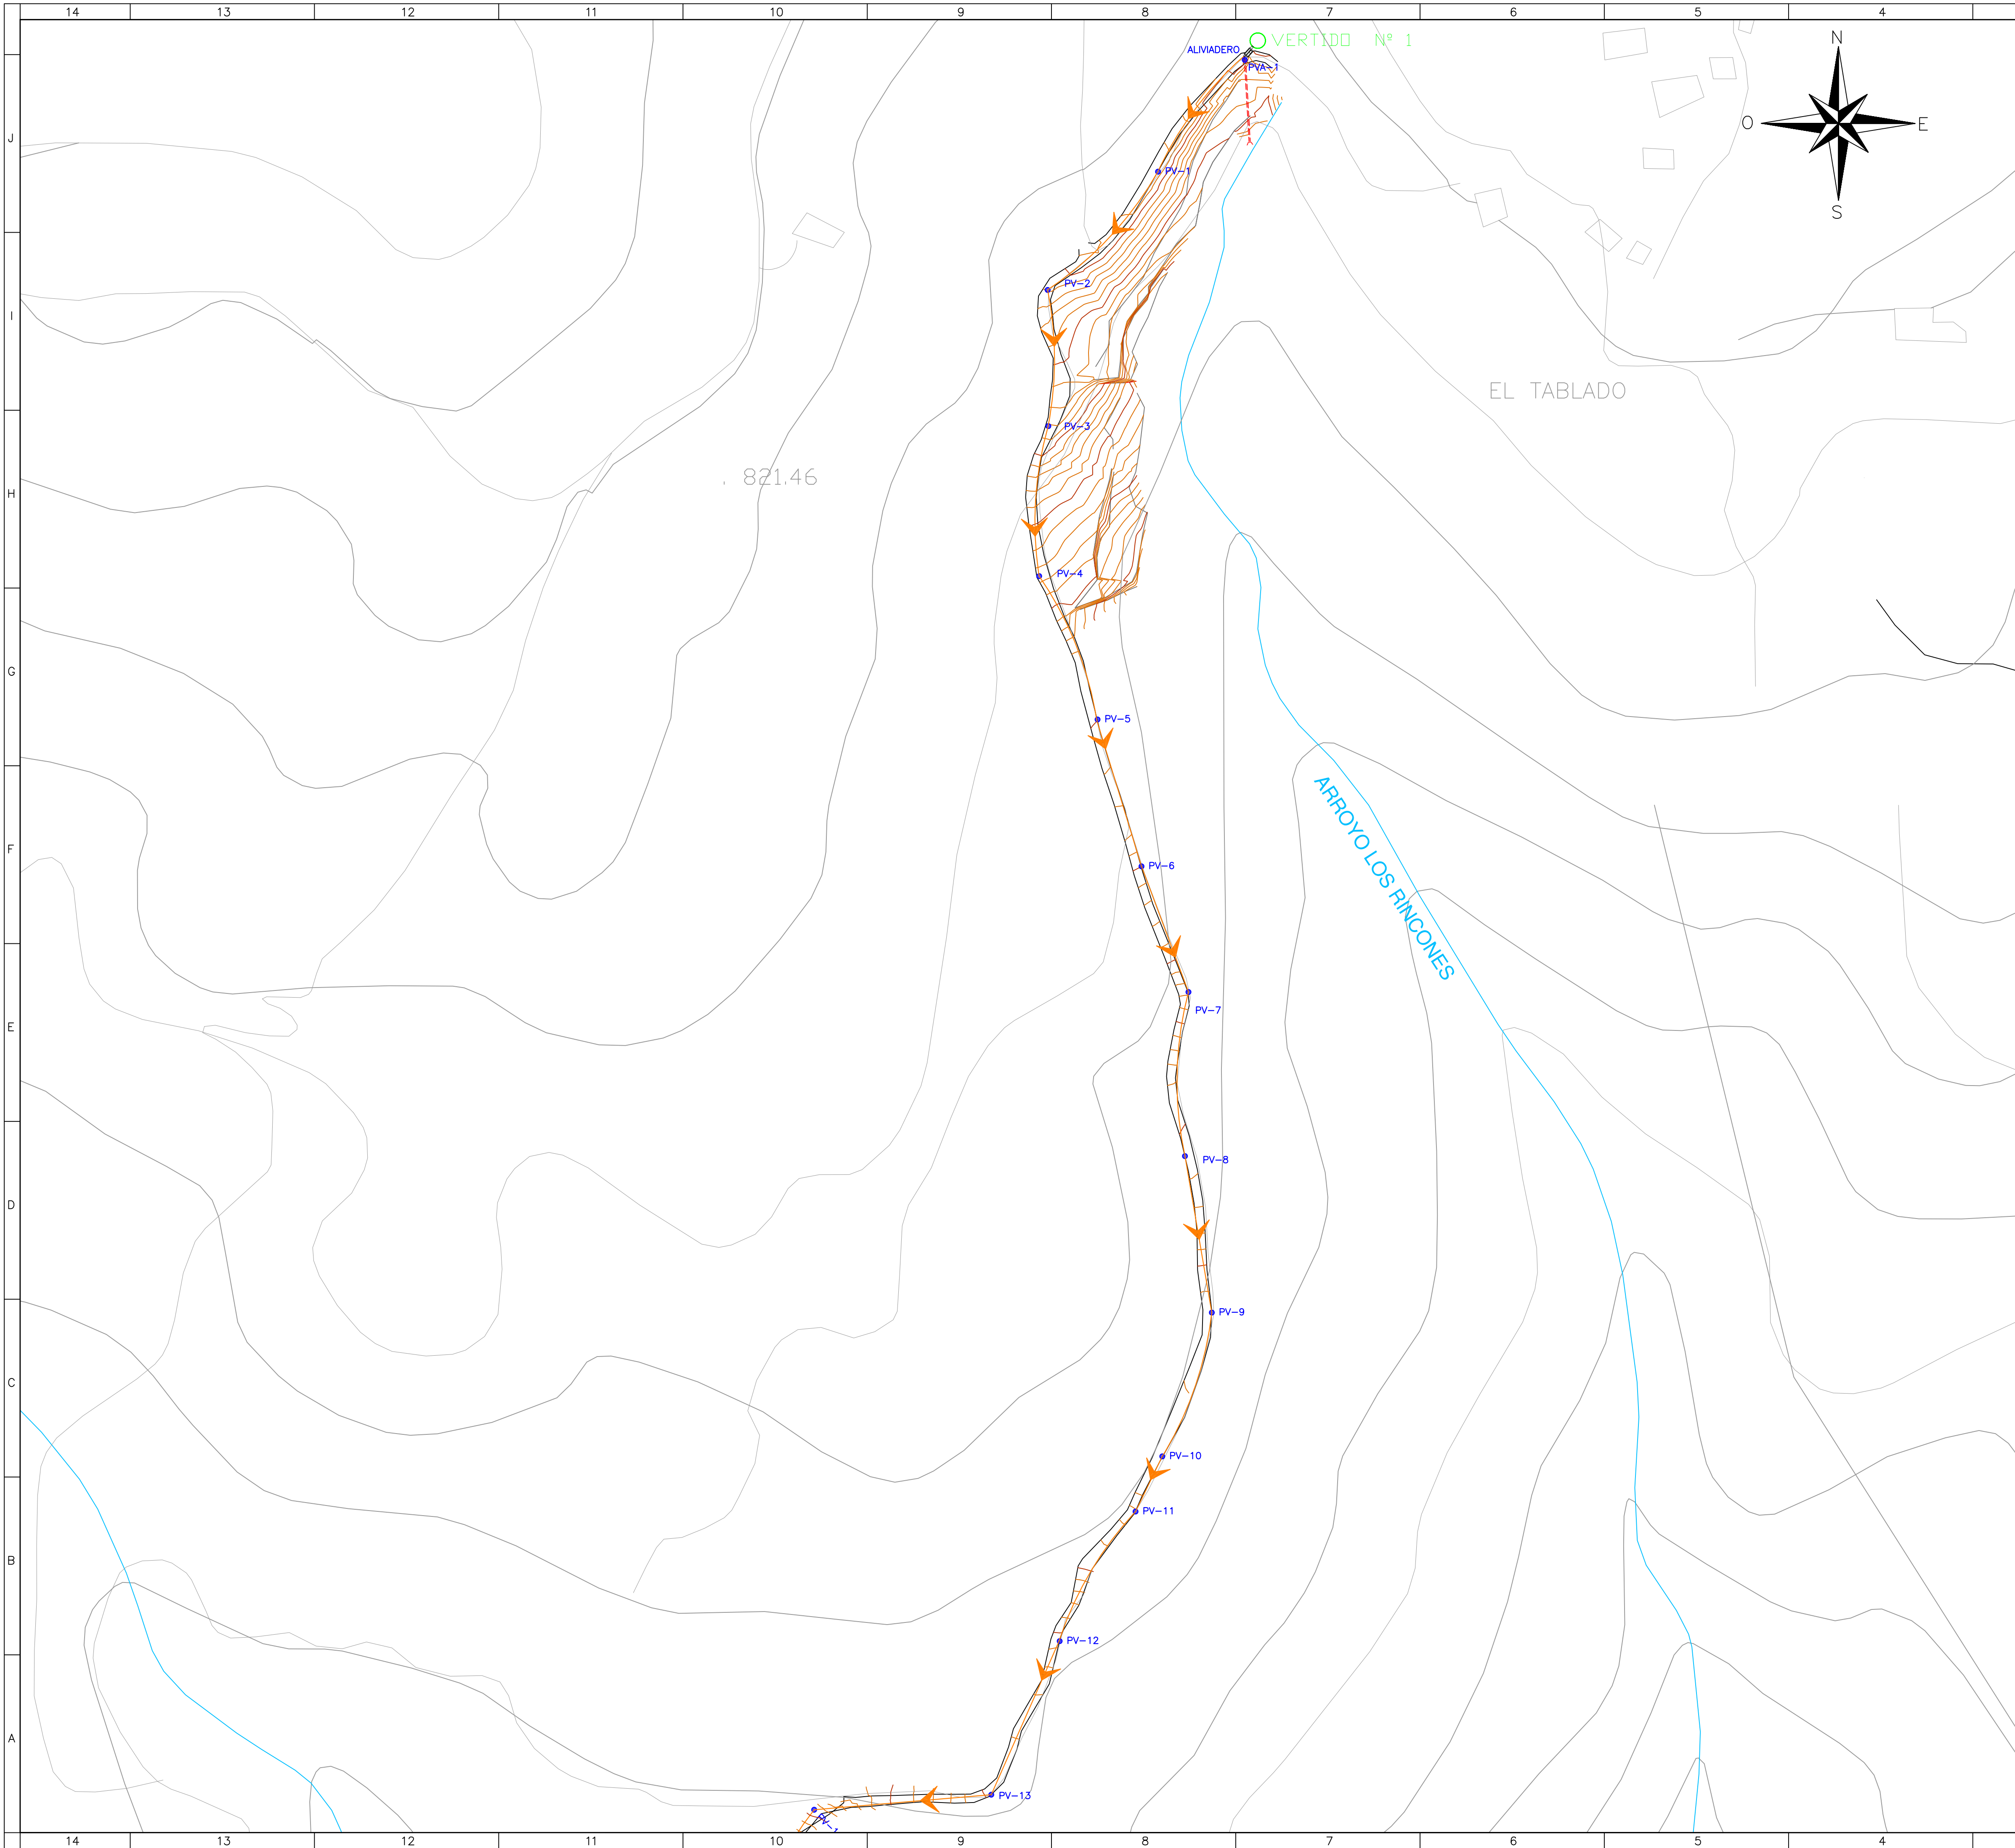 14 13 12 11 10 9 8 7 6 5 4
VERTIDO Nº 1
ALIVIADERO
PVA-1
N
O E
S
J
PV-1
PV-2
I
EL TABLADO
PV-3
821.46
H
PV-4
G
PV-5
ARROYO LOS RINCONES
F
PV-6
PV-7
E
PV-8
D
PV-9
C
PV-10
PV-11
B
PV-12
A
PV-13
14 13 12 11 10 9 8 7 6 5 4